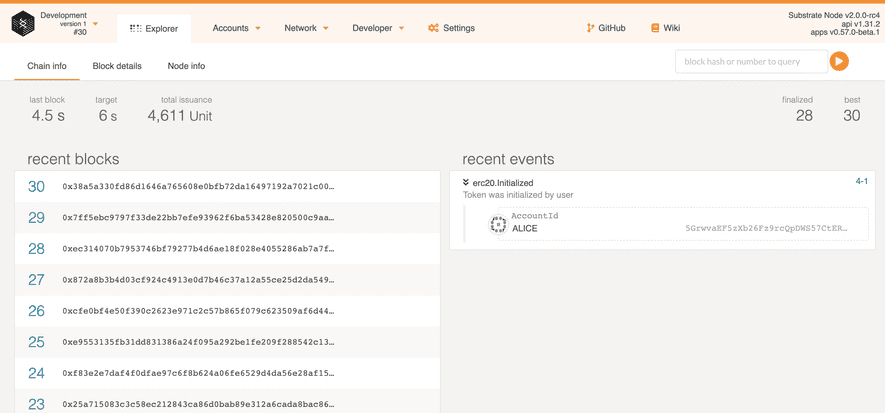 Development
version 1
#30
Explorer
Accounts
Network
Developer
Settings
GitHub
Wiki
Substrate Node v2.0.0-rc4
api v1.31.2
apps v0.57.0-beta.1
Chain info
Block details
Node info
block hash or number to query
last block
4.5 s
target
6 s
total issuance
4,611 Unit
finalized
28
best
30
recent blocks
30 0x38a5a330fd86d1646a765608e0bfb72da16497192a7021c00…
29 0x7ff5ebc9797f33de22bb7efe93962f6ba53428e820500c9aa…
28 0xec314070b7953746bf79277b4d6ae18f028e4055286ab7a7f…
27 0x872a8b3b4d03cf924c4913e0d7b46c37a12a55ce25d2da549…
26 0xcfe0bf4e50f390c2623e971c2c57b865f079c623509af6d44…
25 0xe9553135fb31dd831386a24f095a292be1fe209f288542c13…
24 0xf83e2e7daf4f0dfae97c6f8b624a06fe6529d4da56e28af15…
23 0x25a715083c3c58ec212843ca86d0bab89e312a6cada8bac86…
recent events
erc20.Initialized
4-1
Token was initialized by user
AccountId
ALICE
5GrwvaEF5zXb26Fz9rcQpDWS57CtER…